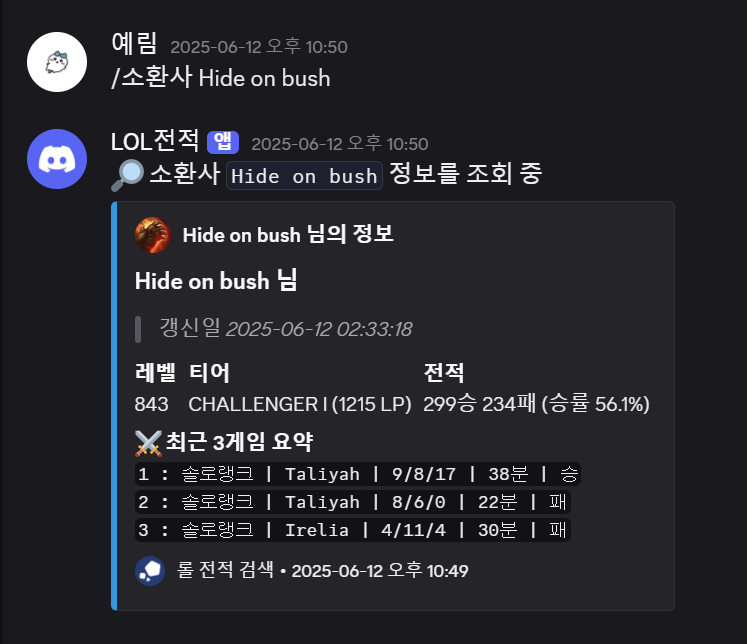 예림 2025-06-12 오후 10:50
/소환사 Hide on bush
LOL전적 앱 2025-06-12 오후 10:50
소환사 Hide on bush 정보를 조회 중
Hide on bush 님의 정보
Hide on bush 님
갱신일 2025-06-12 02:33:18
레벨 티어 전적
843 CHALLENGER I (1215 LP) 299승 234패 (승률 56.1%)
⚔️ 최근 3게임 요약
1 : 솔로랭크 | Taliyah | 9/8/17 | 38분 | 승
2 : 솔로랭크 | Taliyah | 8/6/0 | 22분 | 패
3 : 솔로랭크 | Irelia | 4/11/4 | 30분 | 패
롤 전적 검색 • 2025-06-12 오후 10:49